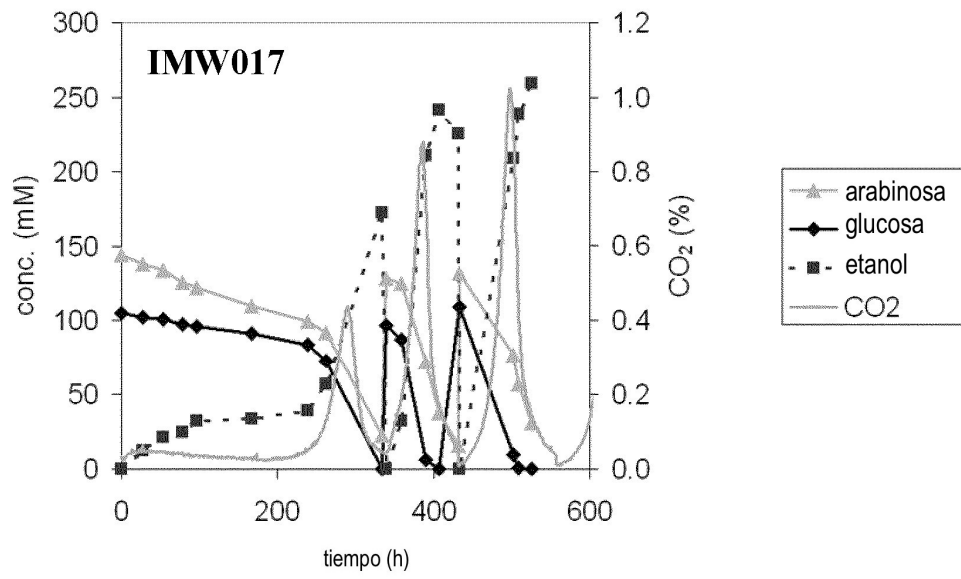 IMW017
conc. (mM)
300
250
200
150
100
50
0
CO2 (%)
1.2
1.0
0.8
0.6
0.4
0.2
0.0
0 200 400 600
tiempo (h)
arabinosa
glucosa
etanol
CO2